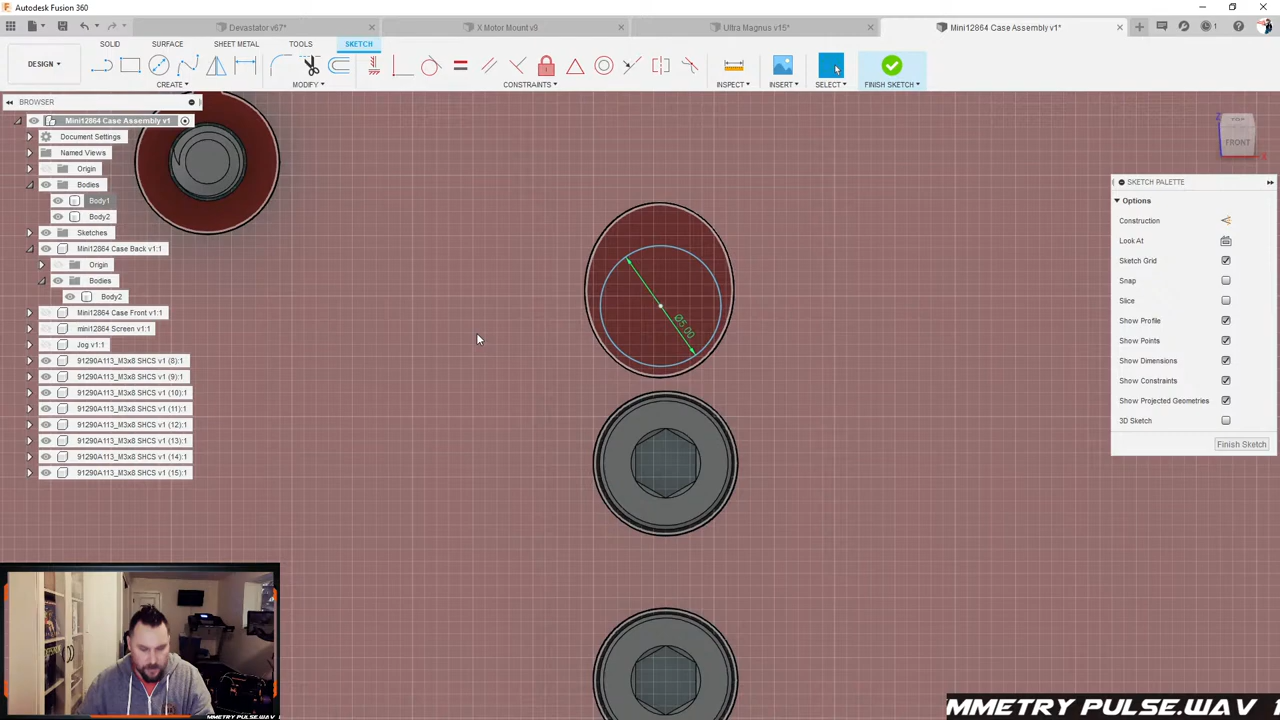 Autodesk Fusion 360
Devastator v67*
X Motor Mount v9
Ultra Magnus v15*
Mini12864 Case Assembly v1*
1
SOLID
SURFACE
SHEET METAL
TOOLS
SKETCH
DESIGN
CREATE
MODIFY
CONSTRAINTS
INSPECT
INSERT
SELECT
FINISH SKETCH
BROWSER
Mini12864 Case Assembly v1
Document Settings
Named Views
Origin
Bodies
Body1
Body2
Sketches
Mini12864 Case Back v1:1
Origin
Bodies
Body2
Mini12864 Case Front v1:1
mini12864 Screen v1:1
Jog v1:1
91290A113_M3x8 SHCS v1 (8):1
91290A113_M3x8 SHCS v1 (9):1
91290A113_M3x8 SHCS v1 (10):1
91290A113_M3x8 SHCS v1 (11):1
91290A113_M3x8 SHCS v1 (12):1
91290A113_M3x8 SHCS v1 (13):1
91290A113_M3x8 SHCS v1 (14):1
91290A113_M3x8 SHCS v1 (15):1
Ø5.00
Z
TOP
FRONT
X
SKETCH PALETTE
Options
Construction
Look At
Sketch Grid
Snap
Slice
Show Profile
Show Points
Show Dimensions
Show Constraints
Show Projected Geometries
3D Sketch
Finish Sketch
MMETRY PULSE.WAV
MMETRY PULSE.WAV